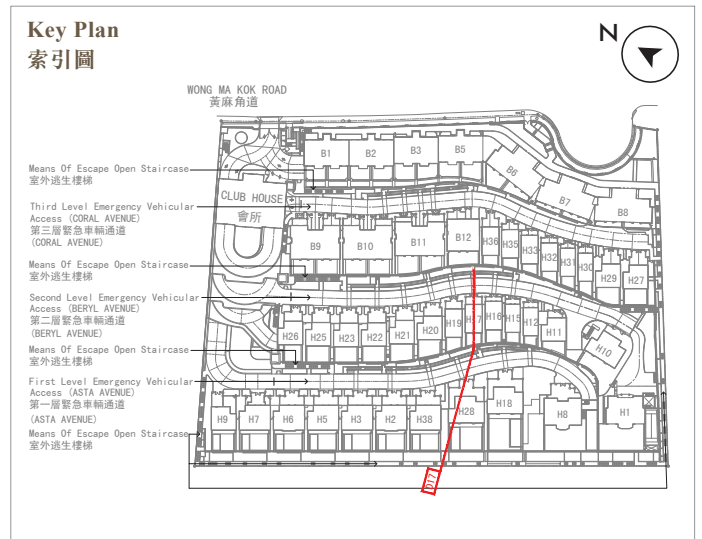 Key Plan
索引圖
N
WONG MA KOK ROAD
黃麻角道
B1 B2 B3 B5
B6
B7
B8
Means Of Escape Open Staircase
室外逃生樓梯
CLUB HOUSE
會所
Third Level Emergency Vehicular
Access (CORAL AVENUE)
第三層緊急車輛通道
(CORAL AVENUE)
B9 B10 B11 B12 H36 H35 H33 H32 H31 H30 H29 H27
Means Of Escape Open Staircase
室外逃生樓梯
Second Level Emergency Vehicular
Access (BERYL AVENUE)
第二層緊急車輛通道
(BERYL AVENUE)
H26 H25 H23 H22 H21 H20 H19 H16 H15 H12 H11
H10
Means Of Escape Open Staircase
室外逃生樓梯
First Level Emergency Vehicular
Access (ASTA AVENUE)
第一層緊急車輛通道
(ASTA AVENUE)
H9 H7 H6 H5 H3 H2 H38 H28 H18 H8 H1
Means Of Escape Open Staircase
室外逃生樓梯